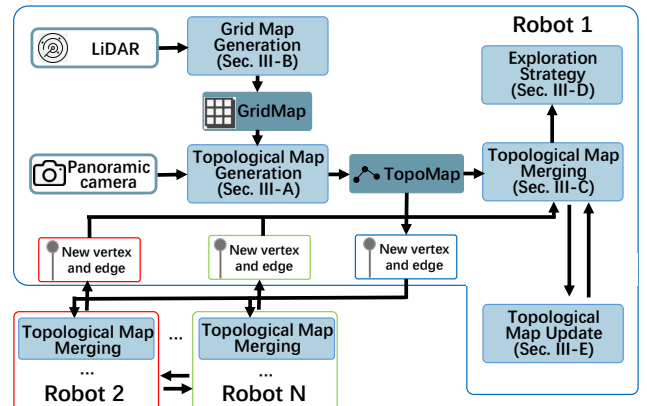 Robot 1
LiDAR
Grid Map
Generation
(Sec. III-B)
Exploration
Strategy
(Sec. III-D)
GridMap
Panoramic
camera
Topological Map
Generation
(Sec. III-A)
TopoMap
Topological Map
Merging
(Sec. III-C)
New vertex
and edge
New vertex
and edge
New vertex
and edge
Topological Map
Merging
...
Robot 2
...
Topological Map
Merging
...
Robot N
Topological
Map Update
(Sec. III-E)